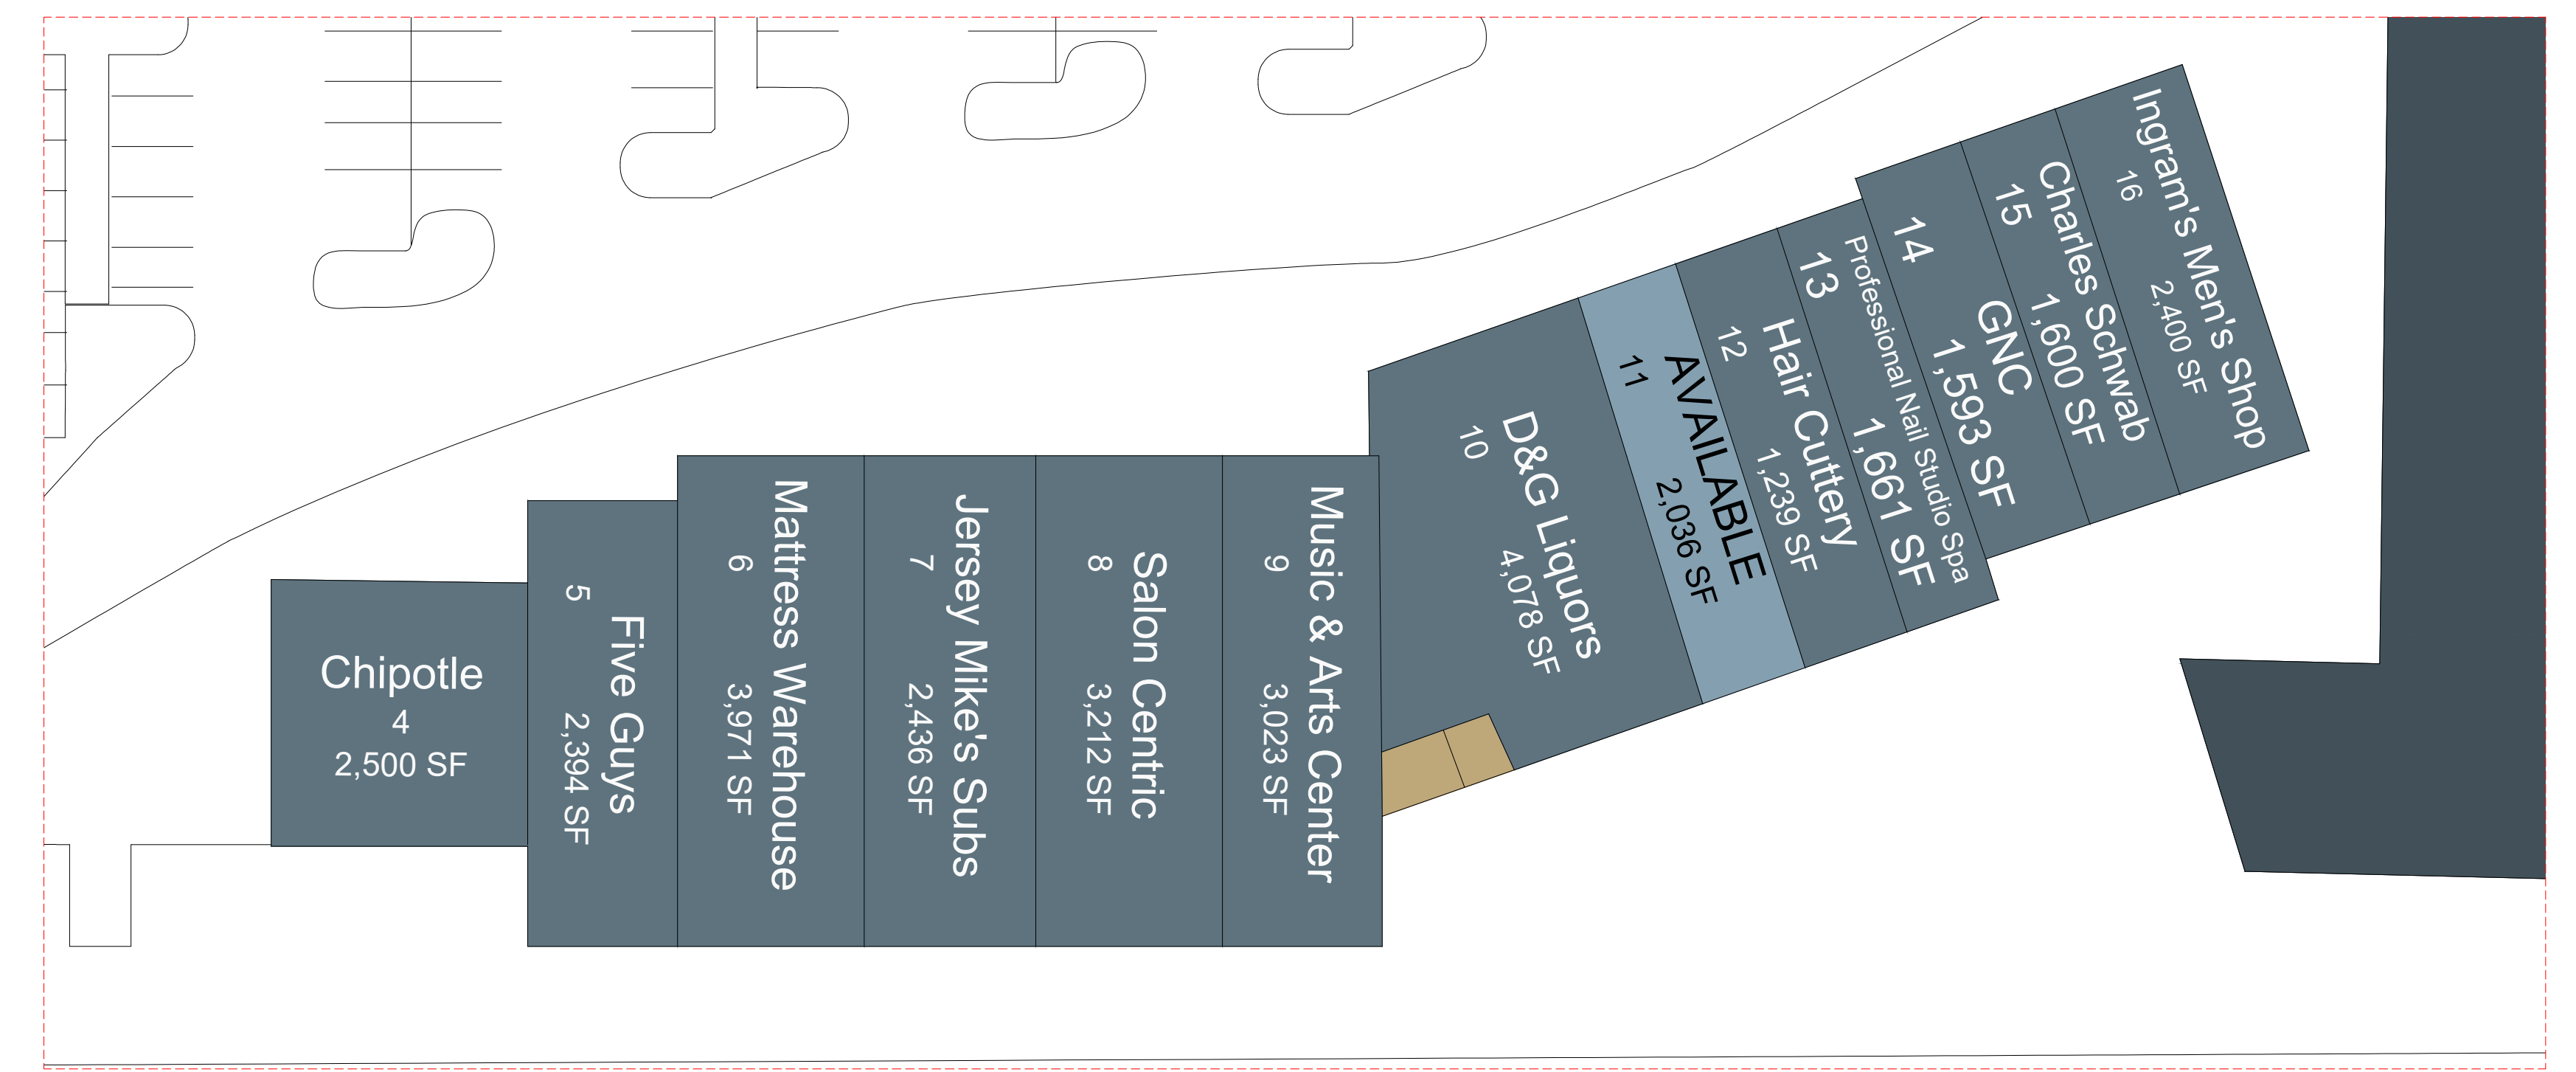 Chipotle
4
2,500 SF
Five Guys
5
2,394 SF
Mattress Warehouse
6
3,971 SF
Jersey Mike's Subs
7
2,436 SF
Salon Centric
8
3,212 SF
Music & Arts Center
9
3,023 SF
D&G Liquors
10
4,078 SF
AVAILABLE
11
2,036 SF
Hair Cuttery
12
1,239 SF
Professional Nail Studio Spa
13
1,661 SF
GNC
14
1,593 SF
Charles Schwab
15
1,600 SF
Ingram's Men's Shop
16
2,400 SF